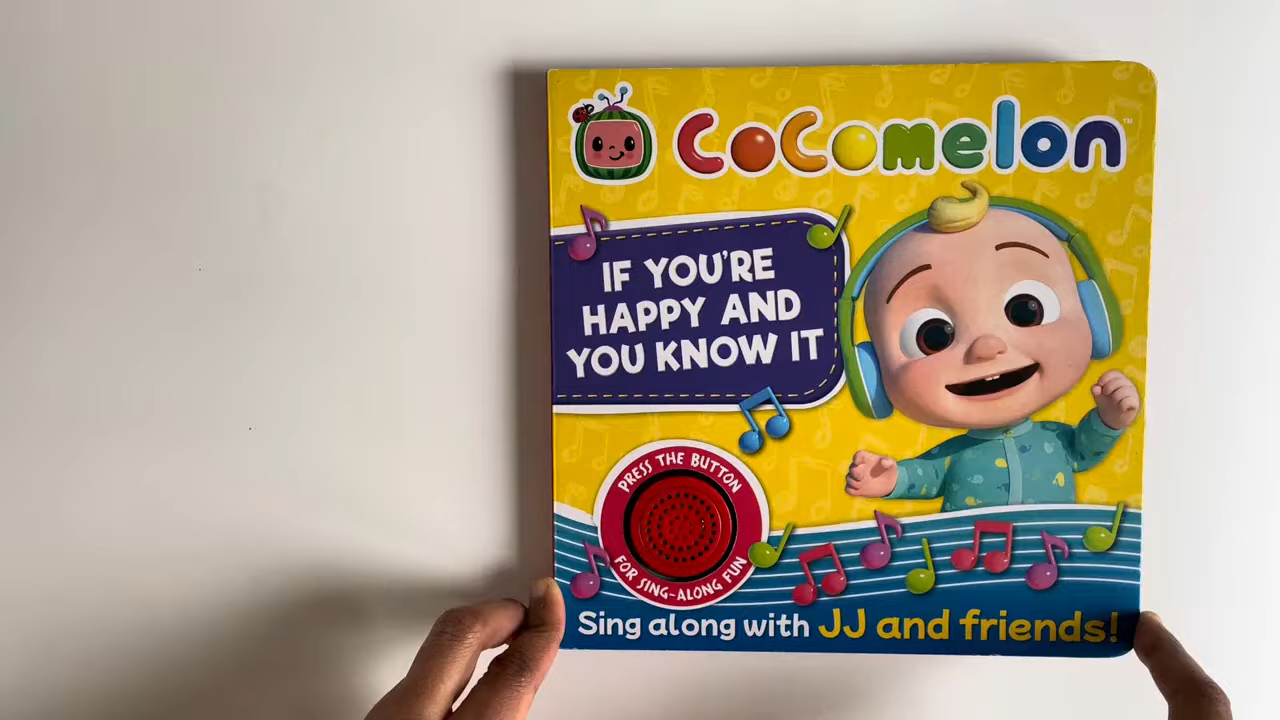 CoComelon™
IF YOU'RE
HAPPY AND
YOU KNOW IT
PRESS THE BUTTON
FOR SING-ALONG FUN
Sing along with JJ and friends!